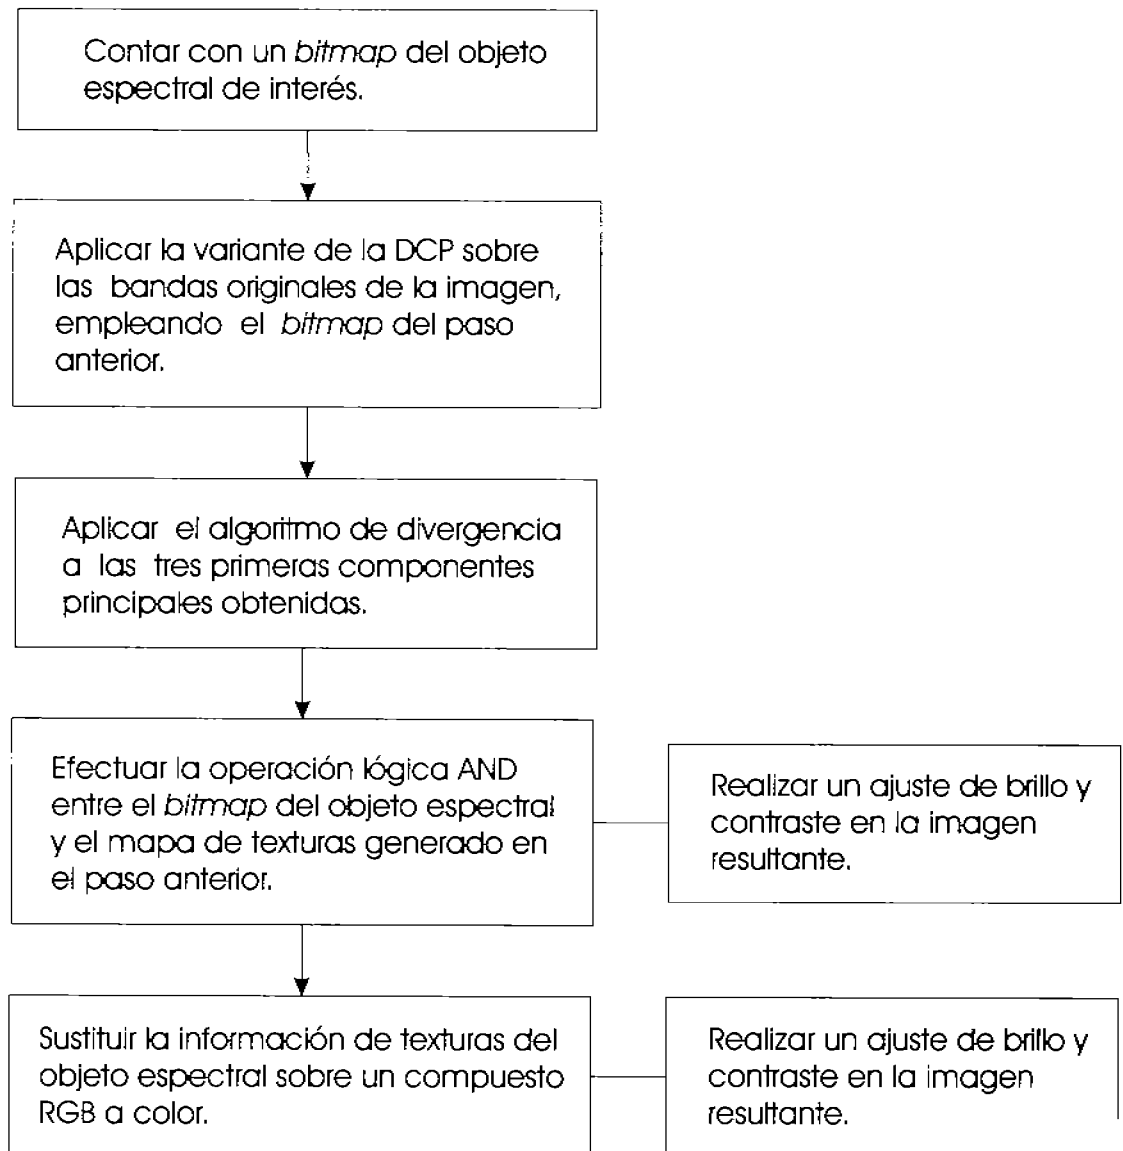 Contar con un bitmap del objeto
espectral de interés.
Aplicar la variante de la DCP sobre
las bandas originales de la imagen,
empleando el bitmap del paso
anterior.
Aplicar el algoritmo de divergencia
a las tres primeras componentes
principales obtenidas.
Efectuar la operación lógica AND
entre el bitmap del objeto espectral
y el mapa de texturas generado en
el paso anterior.
Realizar un ajuste de brillo y
contraste en la imagen
resultante.
Sustituir la información de texturas del
objeto espectral sobre un compuesto
RGB a color.
Realizar un ajuste de brillo y
contraste en la imagen
resultante.